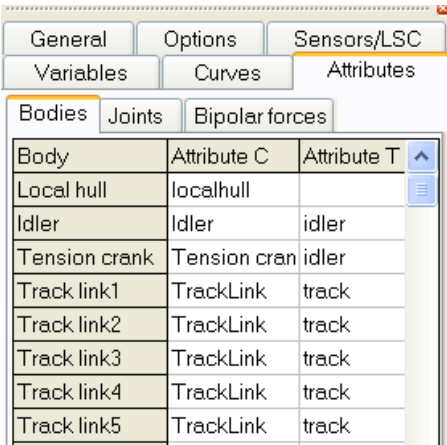 General Options Sensors/LSC
Variables Curves Attributes
Bodies Joints Bipolar forces
Body Attribute C Attribute T
Local hull localhull
Idler Idler idler
Tension crank Tension cran idler
Track link1 TrackLink track
Track link2 TrackLink track
Track link3 TrackLink track
Track link4 TrackLink track
Track link5 TrackLink track